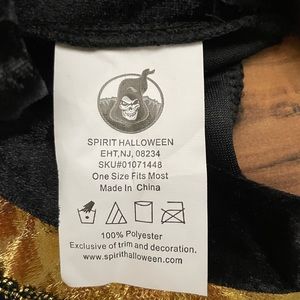 SPIRIT HALLOWEEN
EHT,NJ, 08234
SKU#01071448
One Size Fits Most
Made In China
100% Polyester
Exclusive of trim and decoration.
www.spirithalloween.com